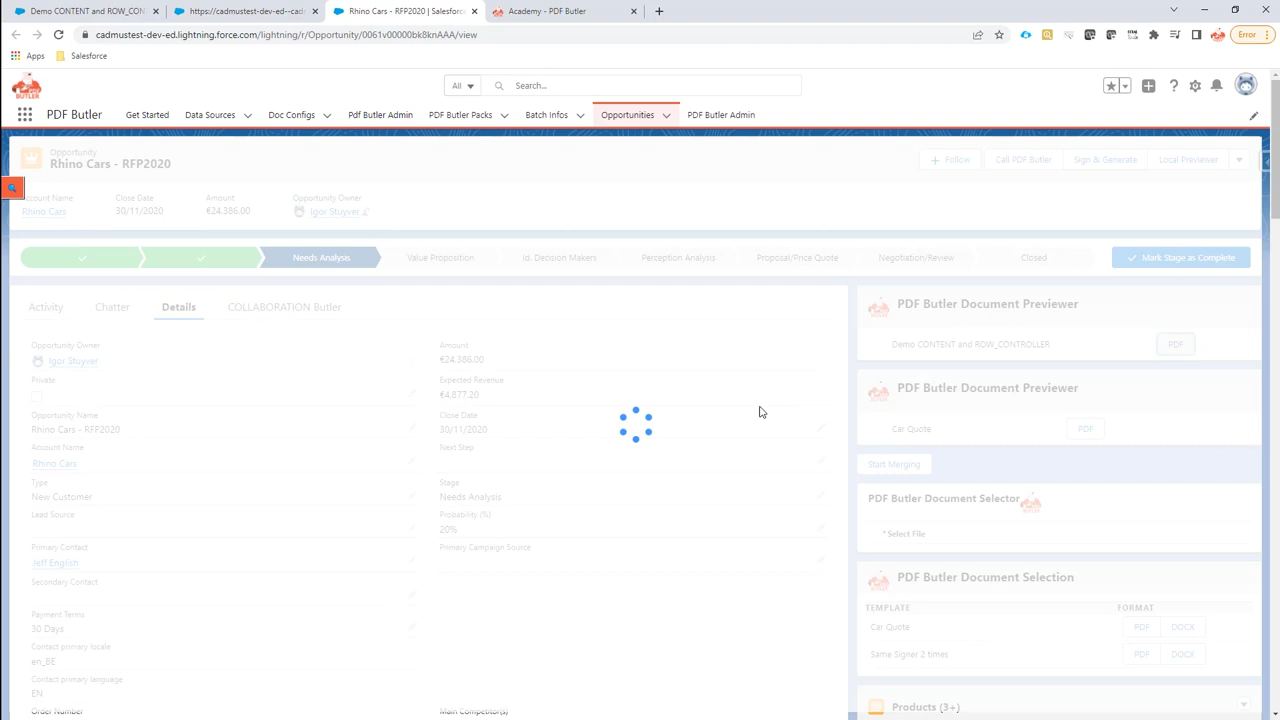 Demo CONTENT and ROW_CON
https://cadmustest-dev-ed--cadr
Rhino Cars - RFP2020 | Salesforce
Academy - PDF Butler
cadmustest-dev-ed.lightning.force.com/lightning/r/Opportunity/0061v00000bk8knAAA/view
Error
Apps
Salesforce
BUTLER
All
Search...
PDF Butler
Get Started
Data Sources
Doc Configs
Pdf Butler Admin
PDF Butler Packs
Batch Infos
Opportunities
PDF Butler Admin
Opportunity
Rhino Cars - RFP2020
Follow
Call PDF Butler
Sign & Generate
Local Previewer
ccount Name
Close Date
Amount
Opportunity Owner
Rhino Cars
30/11/2020
€24.386.00
Igor Stuyver
Needs Analysis
Value Proposition
Id. Decision Makers
Perception Analysis
Proposal/Price Quote
Negotiation/Review
Closed
Mark Stage as Complete
Activity
Chatter
Details
COLLABORATION Butler
Opportunity Owner
Igor Stuyver
Private
Opportunity Name
Rhino Cars - RFP2020
Account Name
Rhino Cars
Type
New Customer
Lead Source
Primary Contact
Jeff English
Secondary Contact
Payment Terms
30 Days
Contact primary locale
en_BE
Contact primary language
EN
Order Number
Amount
€24.386.00
Expected Revenue
€4,877.20
Close Date
30/11/2020
Next Step
Stage
Needs Analysis
Probability (%)
20%
Primary Campaign Source
Main Competitor(s)
PDF Butler Document Previewer
Demo CONTENT and ROW_CONTROLLER
PDF
PDF Butler Document Previewer
Car Quote
PDF
Start Merging
PDF Butler Document Selector
* Select File
PDF Butler Document Selection
TEMPLATE
FORMAT
Car Quote
PDF
DOCX
Same Signer 2 times
PDF
DOCX
Products (3+)